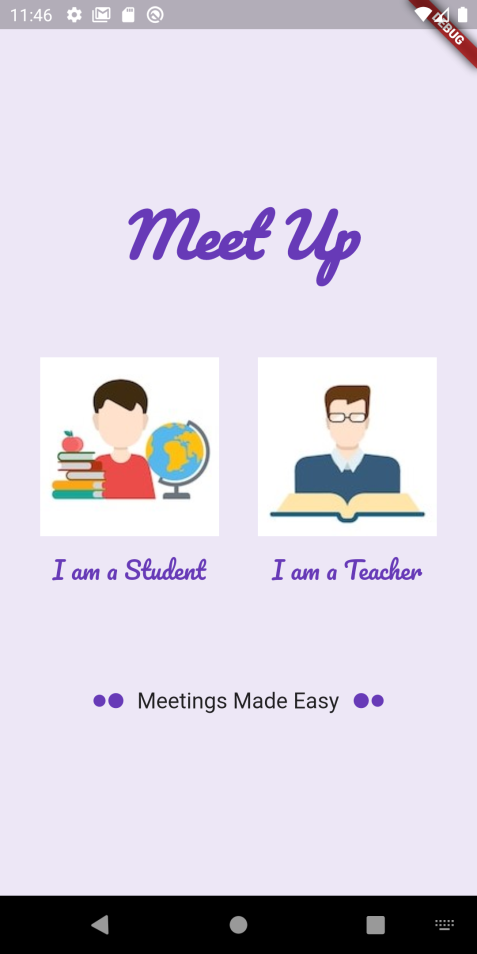 11:46
DEBUG
Meet Up
I am a Student
I am a Teacher
Meetings Made Easy